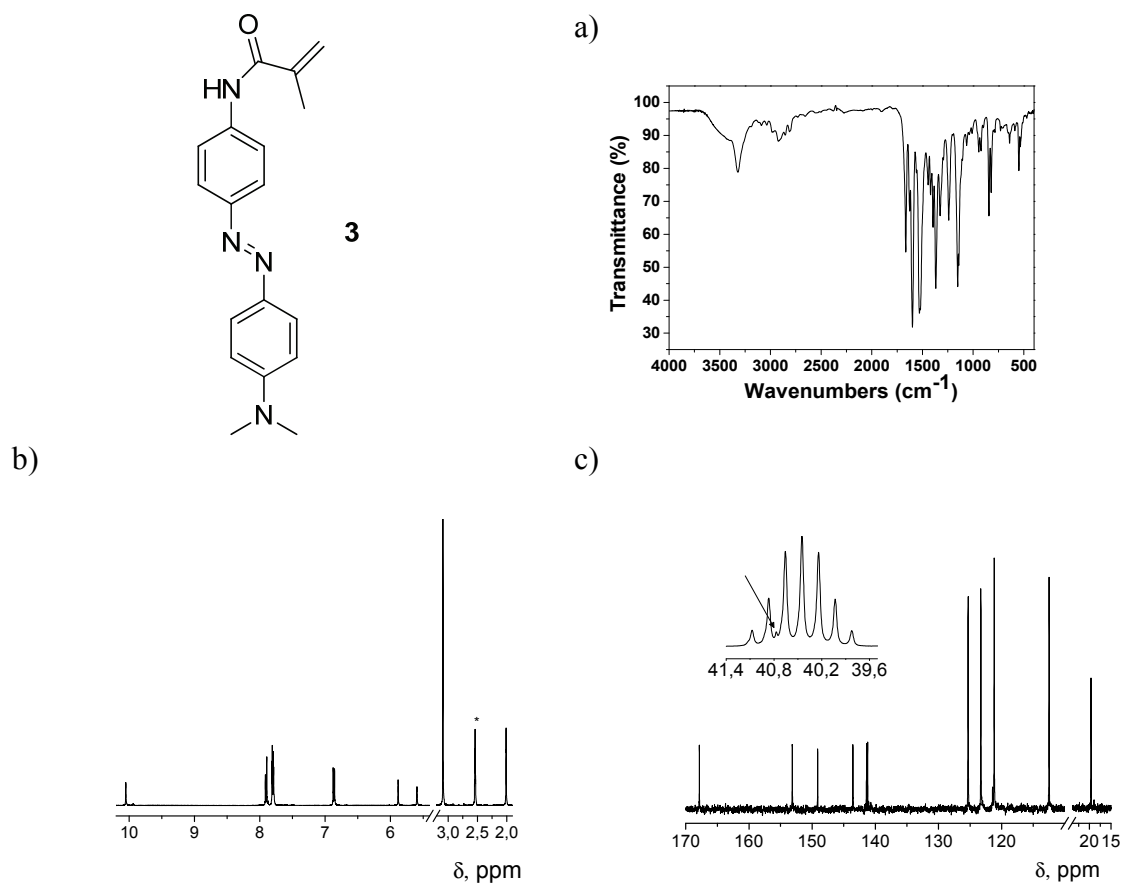 a)
O
HN
N
N
3
N
100
90
80
70
60
50
40
30
Transmittance (%)
4000 3500 3000 2500 2000 1500 1000 500
Wavenumbers (cm⁻¹)
b)
*
10 9 8 7 6 3,0 2,5 2,0
δ, ppm
c)
41,4 40,8 40,2 39,6
170 160 150 140 130 120 20 15
δ, ppm